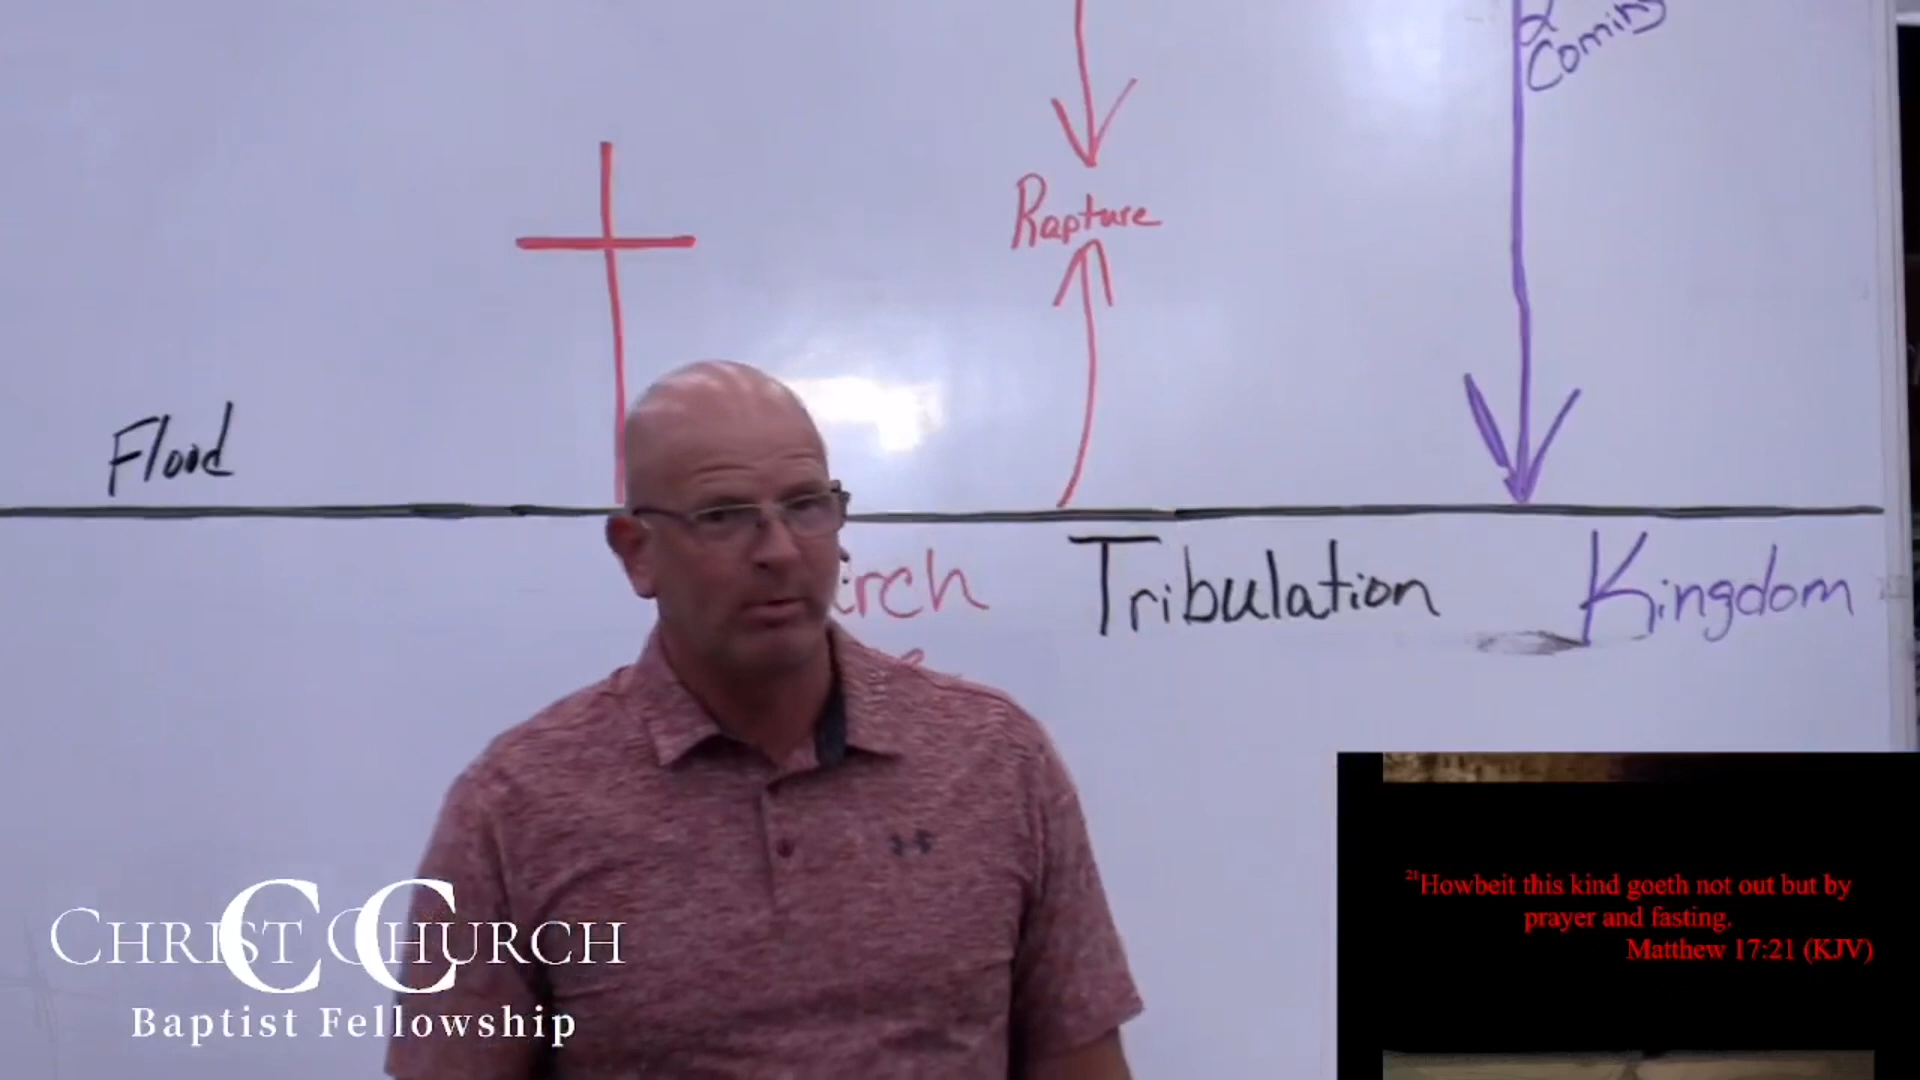 2
Coming
Rapture
Flood
Tribulation
Kingdom
²¹Howbeit this kind goeth not out but by
prayer and fasting.
Matthew 17:21 (KJV)
CC
CHRIST CHURCH
Baptist Fellowship